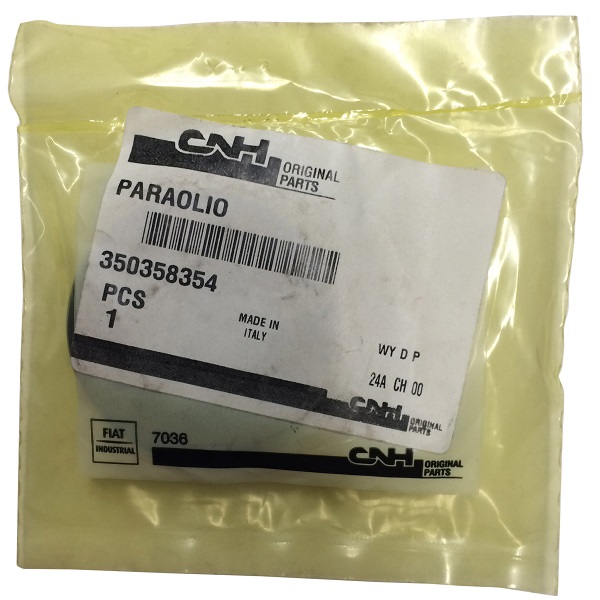 CNH
ORIGINAL
PARTS
PARAOLIO
350358354
PCS
1
MADE IN
ITALY
WY D P
24A CH 00
CNH
ORIGINAL
PARTS
FIAT
INDUSTRIAL
7036
CNH
ORIGINAL
PARTS